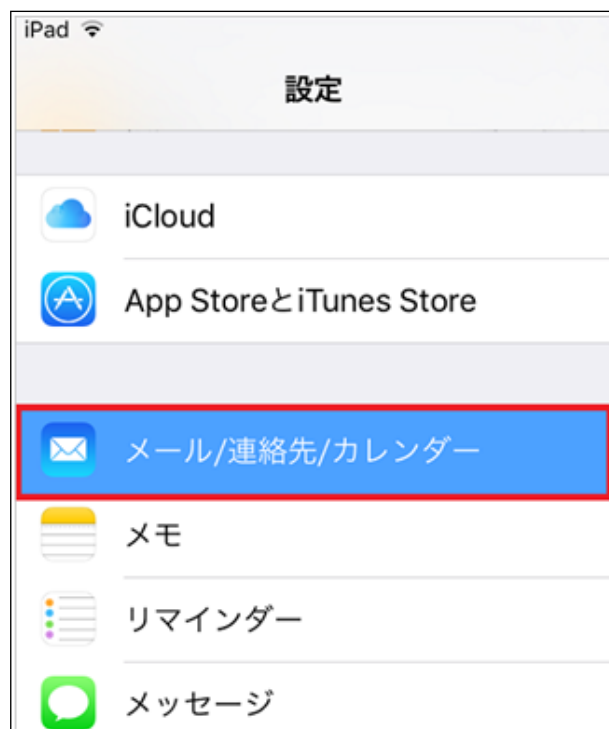 iPad
設定
iCloud
App StoreとiTunes Store
メール/連絡先/カレンダー
メモ
リマインダー
メッセージ